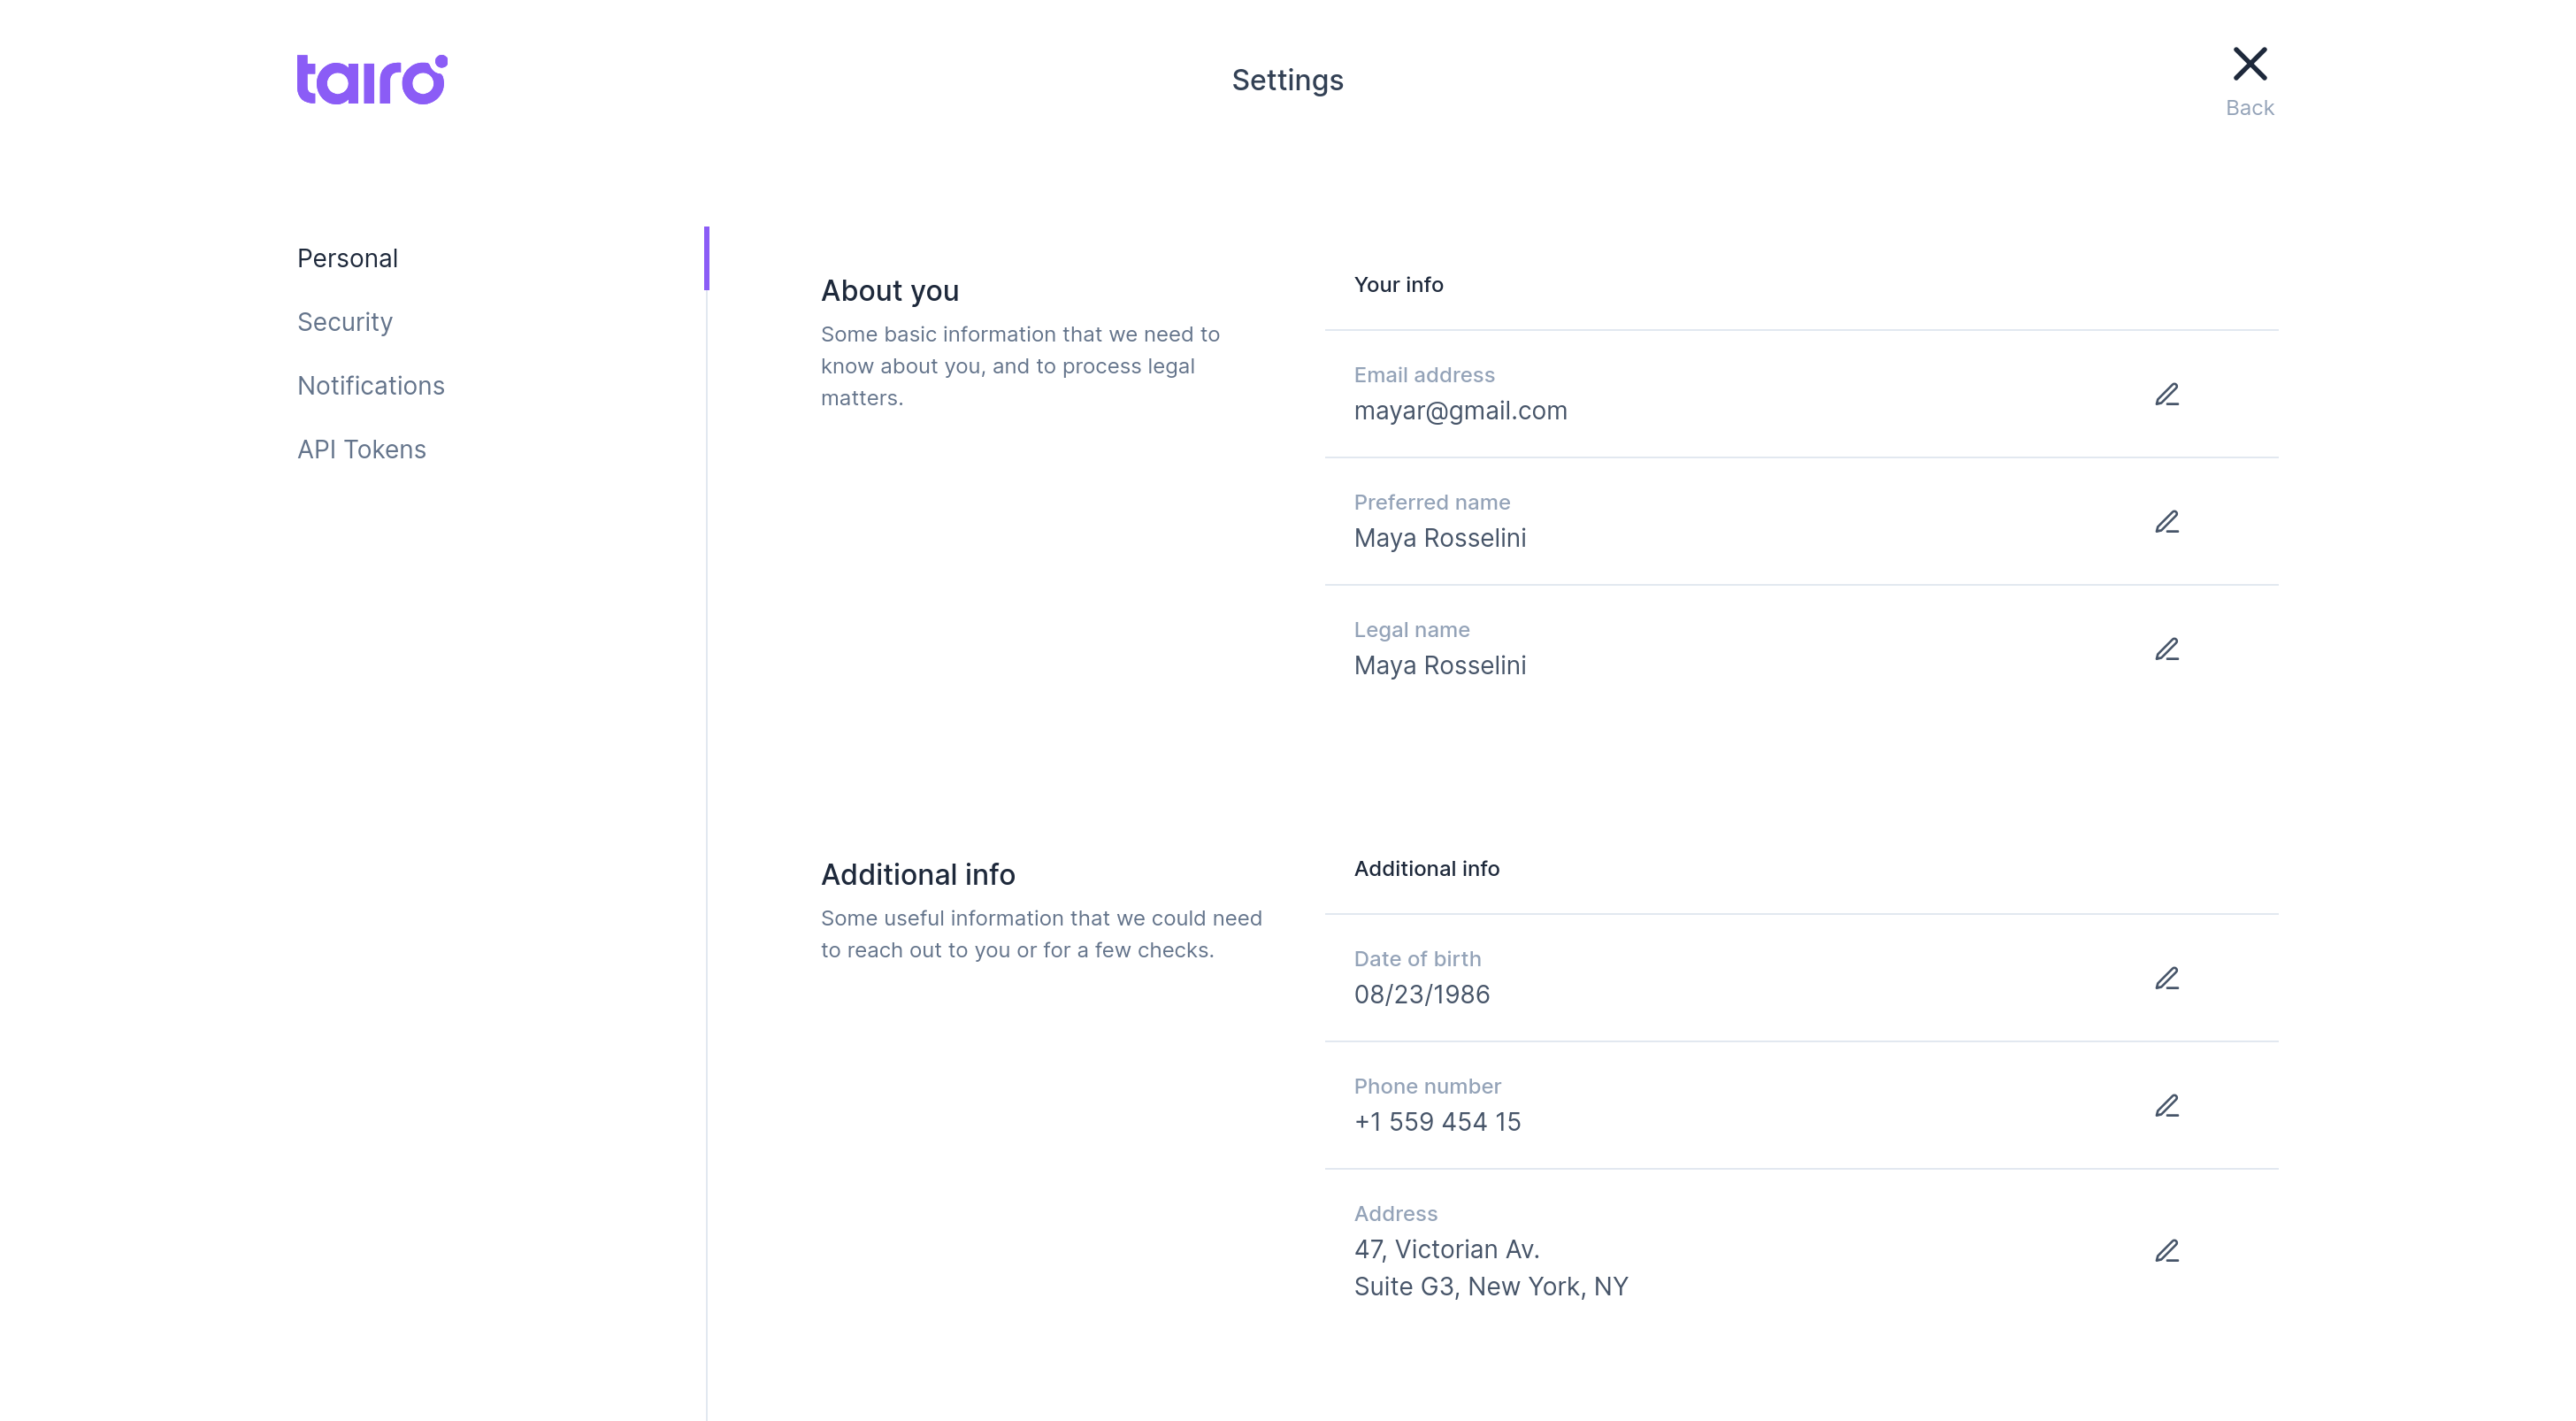 tairo
Settings
Back
Personal
Security
Notifications
API Tokens
About you
Some basic information that we need to
know about you, and to process legal
matters.
Your info
Email address
mayar@gmail.com
Preferred name
Maya Rosselini
Legal name
Maya Rosselini
Additional info
Some useful information that we could need
to reach out to you or for a few checks.
Additional info
Date of birth
08/23/1986
Phone number
+1 559 454 15
Address
47, Victorian Av.
Suite G3, New York, NY